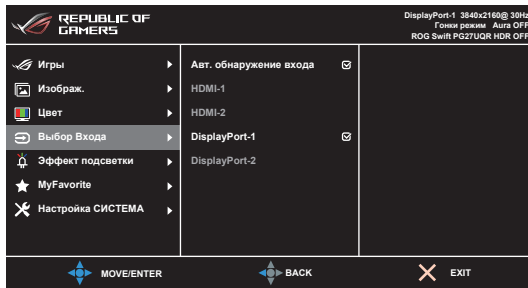 REPUBLIC OF
GAMERS
DisplayPort-1 3840x2160@ 30Hz
Гонки режим Aura OFF
ROG Swift PG27UQR HDR OFF
Игры
Изображ.
Цвет
Выбор Входа
Эффект подсветки
MyFavorite
Настройка СИСТЕМА
Авт. обнаружение входа
HDMI-1
HDMI-2
DisplayPort-1
DisplayPort-2
MOVE/ENTER
BACK
EXIT